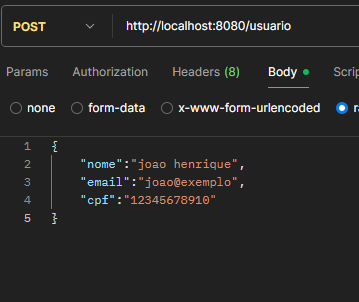 POST http://localhost:8080/usuario
Params Authorization Headers (8) Body
none form-data x-www-form-urlencoded
1 {
2 "nome":"joao henrique",
3 "email":"joao@exemplo",
4 "cpf":"12345678910"
5 }